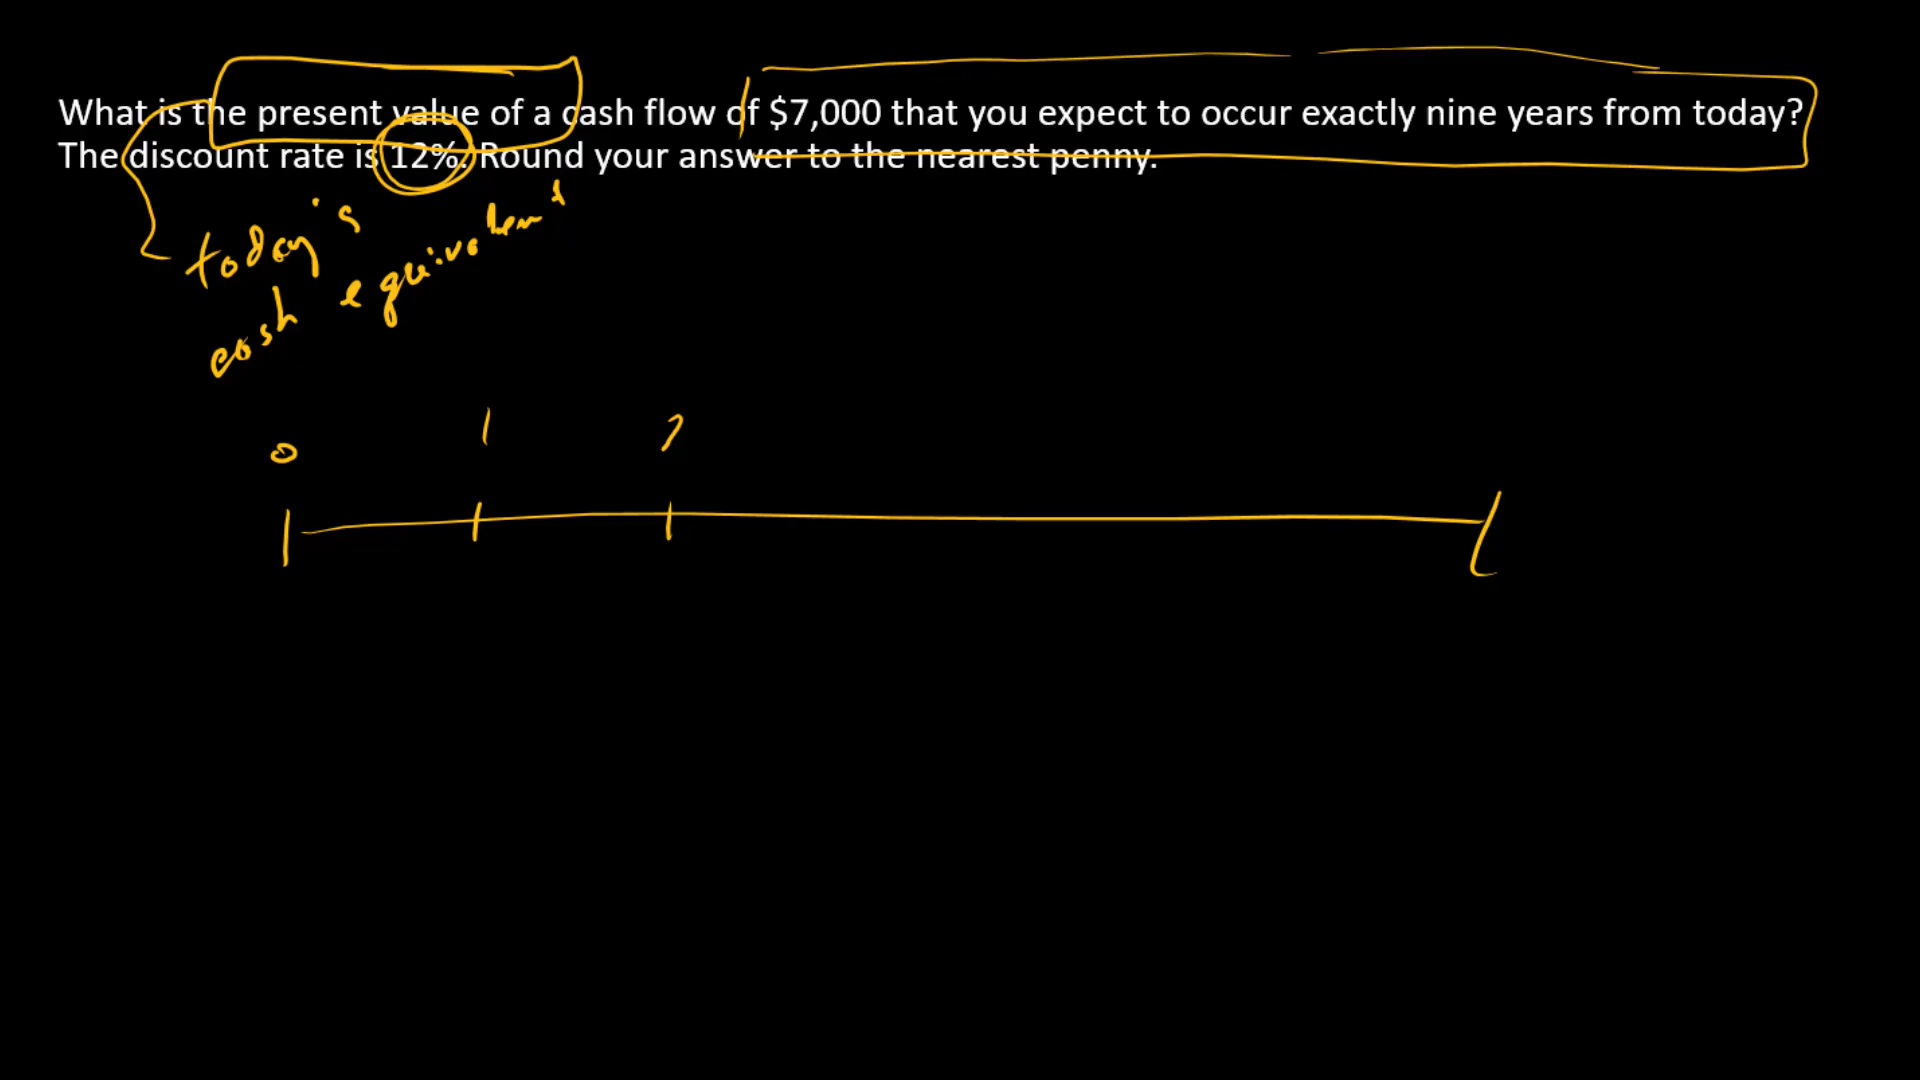 What is the present value of a cash flow of $7,000 that you expect to occur exactly nine years from today?
The discount rate is 12%. Round your answer to the nearest penny.
today's
cash equivalent
0 1 2